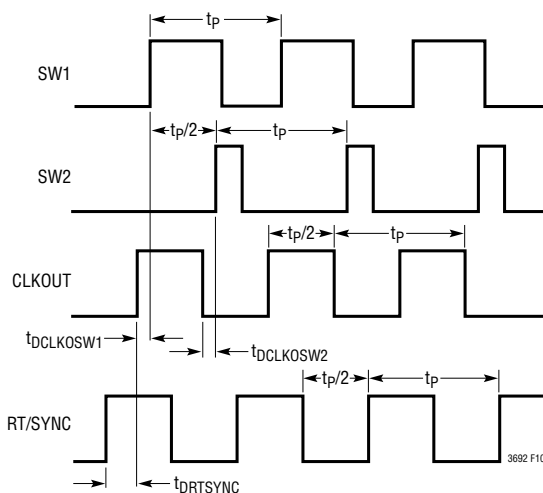 tP
SW1
tP/2 tP
SW2
tP/2 tP
CLKOUT
tDCLKOSW1
tDCLKOSW2
tP/2 tP
RT/SYNC
3692 F10
tDRTSYNC